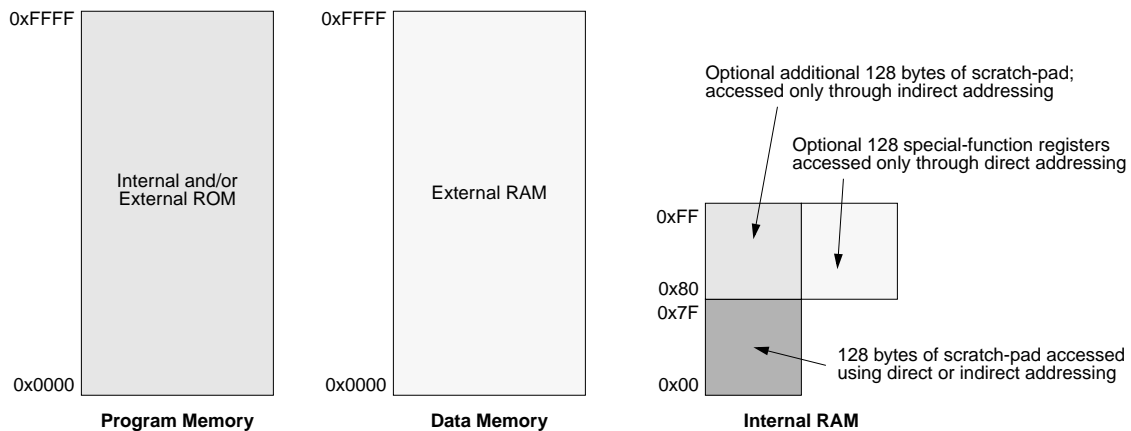 0xFFFF
Internal and/or
External ROM
0x0000
Program Memory
0xFFFF
External RAM
0x0000
Data Memory
Optional additional 128 bytes of scratch-pad;
accessed only through indirect addressing
Optional 128 special-function registers
accessed only through direct addressing
0xFF
0x80
0x7F
0x00
128 bytes of scratch-pad accessed
using direct or indirect addressing
Internal RAM